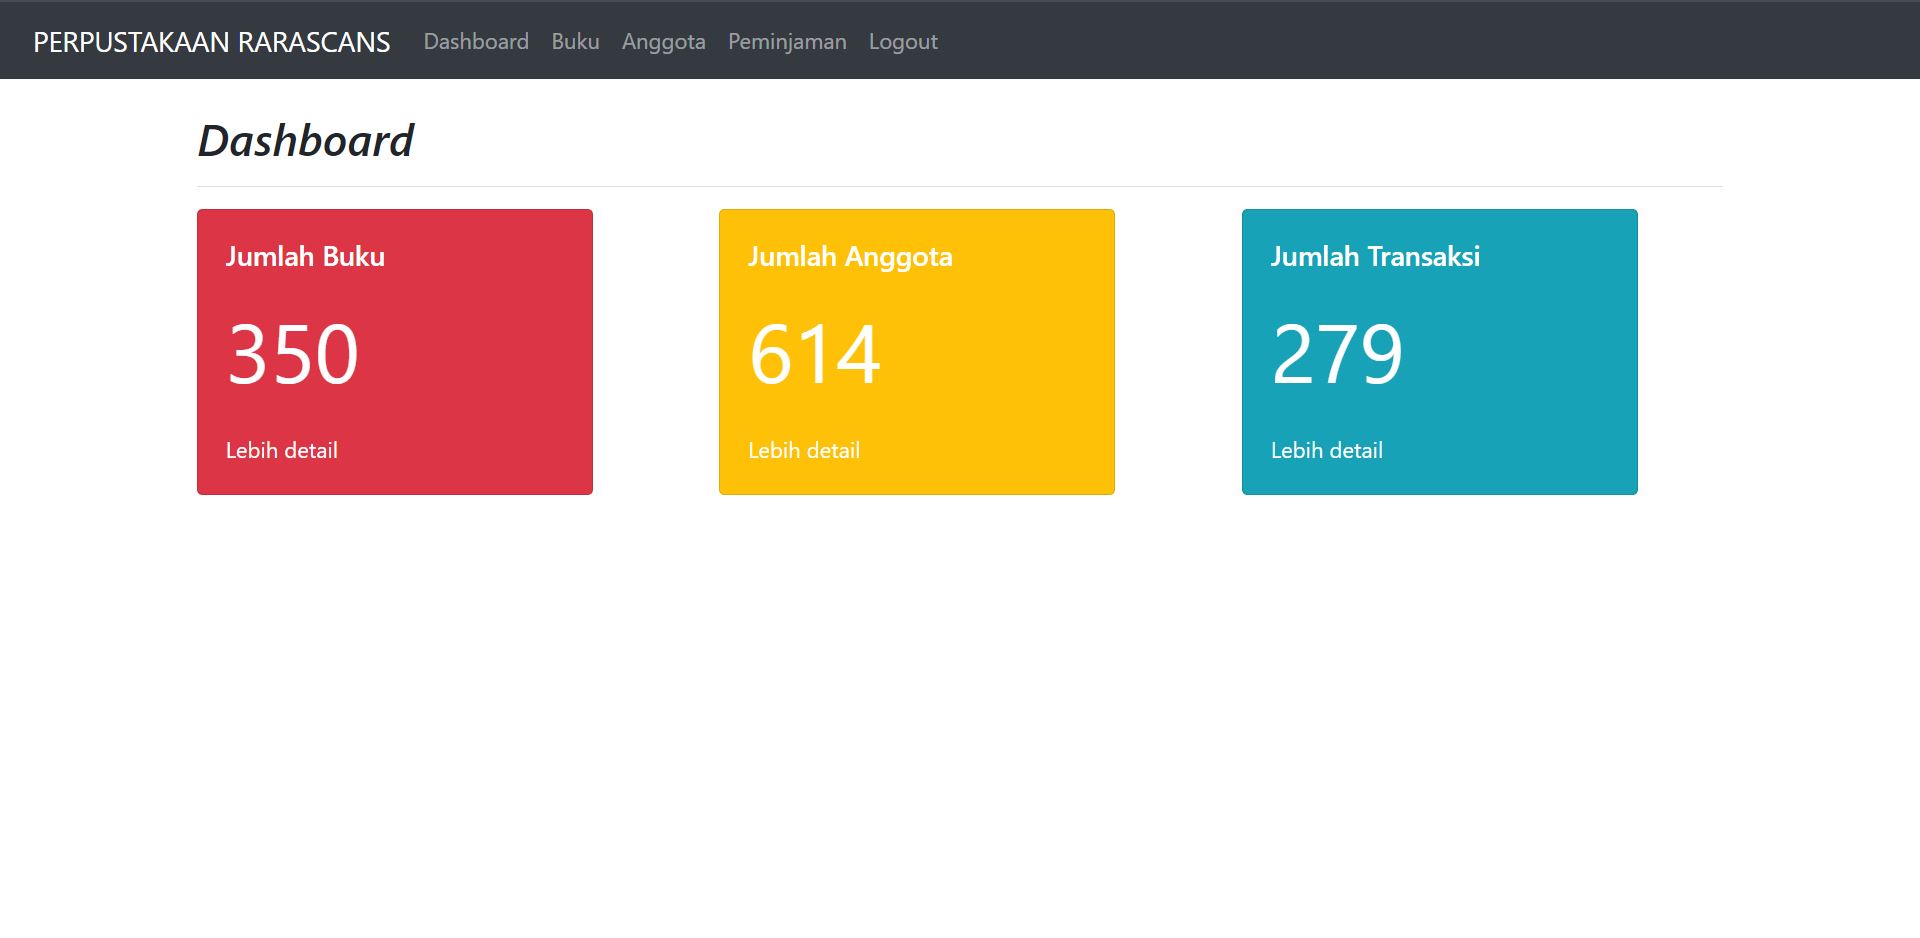 PERPUSTAKAAN RARASCANS Dashboard Buku Anggota Peminjaman Logout
Dashboard
Jumlah Buku
350
Lebih detail
Jumlah Anggota
614
Lebih detail
Jumlah Transaksi
279
Lebih detail